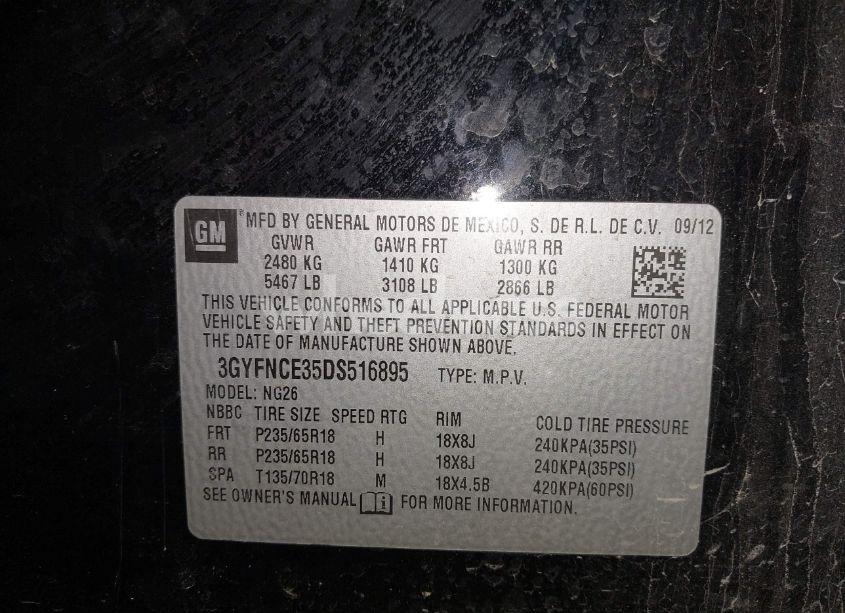 GM ® MFD BY GENERAL MOTORS DE MEXICO, S. DE R.L. DE C.V. 09/12
GVWR GAWR FRT GAWR RR
2480 KG 1410 KG 1300 KG
5467 LB 3108 LB 2866 LB
THIS VEHICLE CONFORMS TO ALL APPLICABLE U.S. FEDERAL MOTOR
VEHICLE SAFETY AND THEFT PREVENTION STANDARDS IN EFFECT ON
THE DATE OF MANUFACTURE SHOWN ABOVE.
3GYFNCE35DS516895 TYPE: M.P.V.
MODEL: NG26
NBBC TIRE SIZE SPEED RTG RIM COLD TIRE PRESSURE
FRT P235/65R18 H 18X8J 240KPA(35PSI)
RR P235/65R18 H 18X8J 240KPA(35PSI)
SPA T135/70R18 M 18X4.5B 420KPA(60PSI)
SEE OWNER'S MANUAL i FOR MORE INFORMATION.